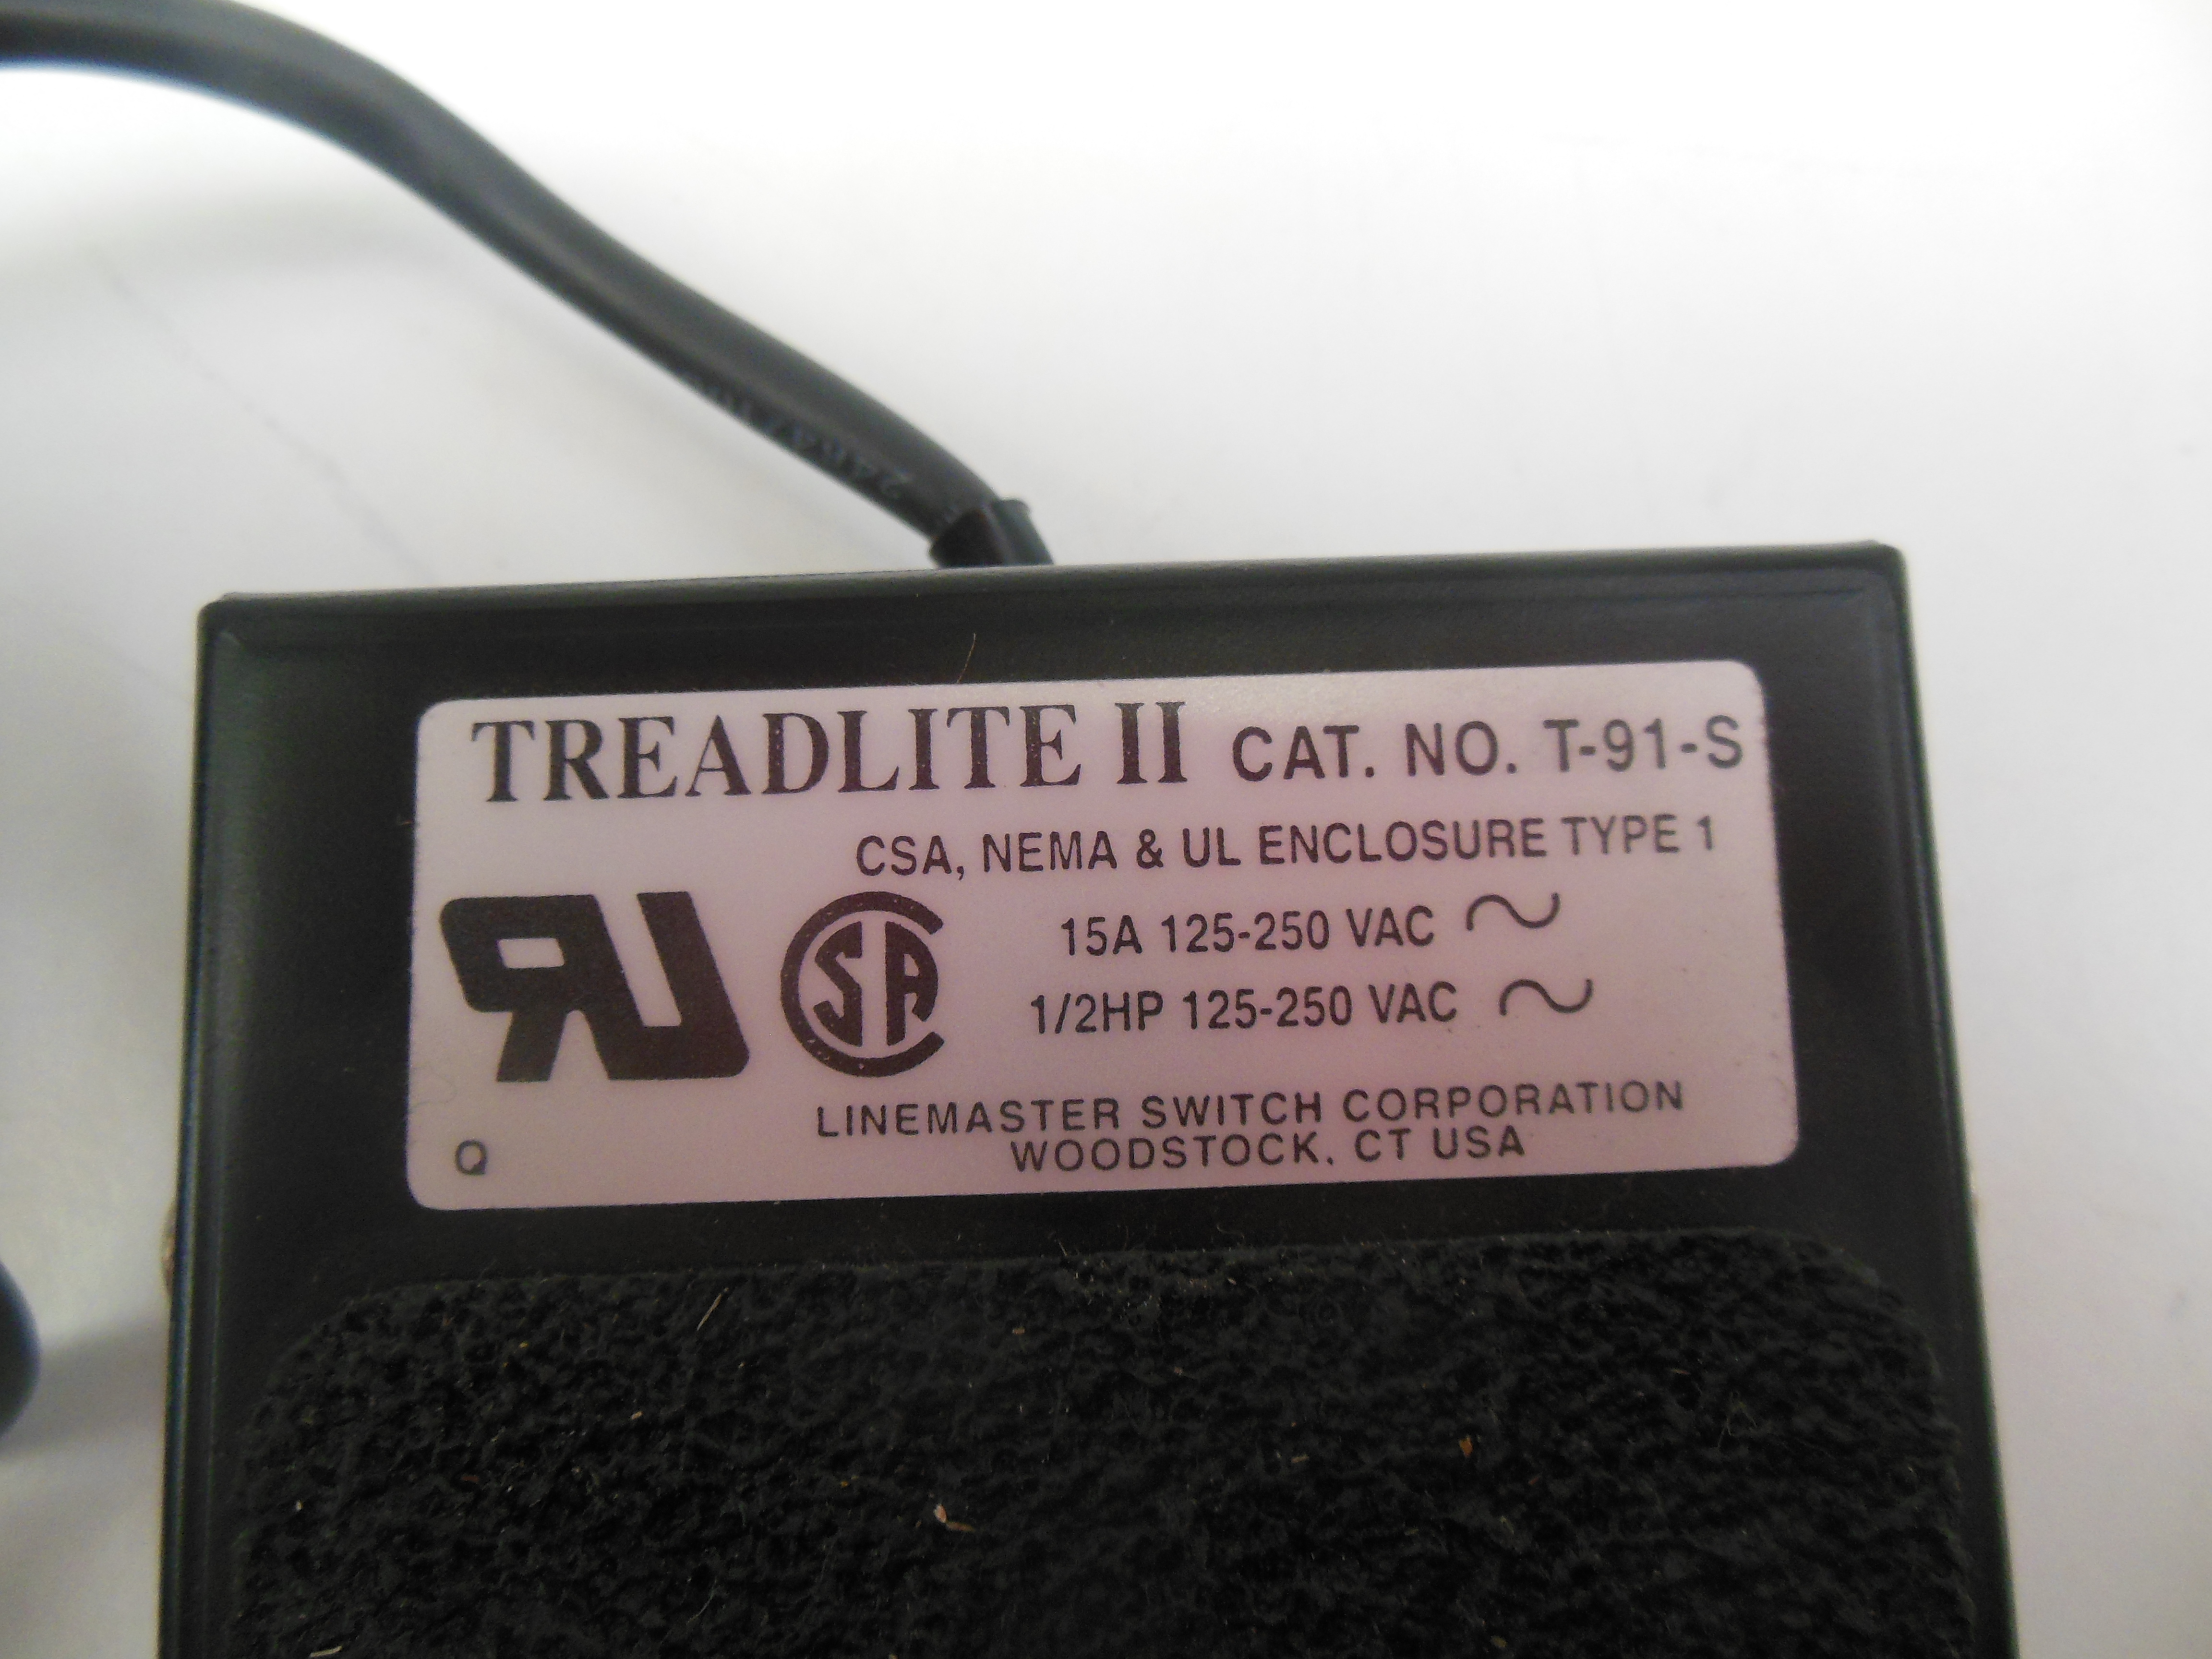 TREADLITE II CAT. NO. T-91-S
CSA, NEMA & UL ENCLOSURE TYPE 1
15A 125-250 VAC ~
1/2HP 125-250 VAC ~
LINEMASTER SWITCH CORPORATION
WOODSTOCK, CT USA
Q